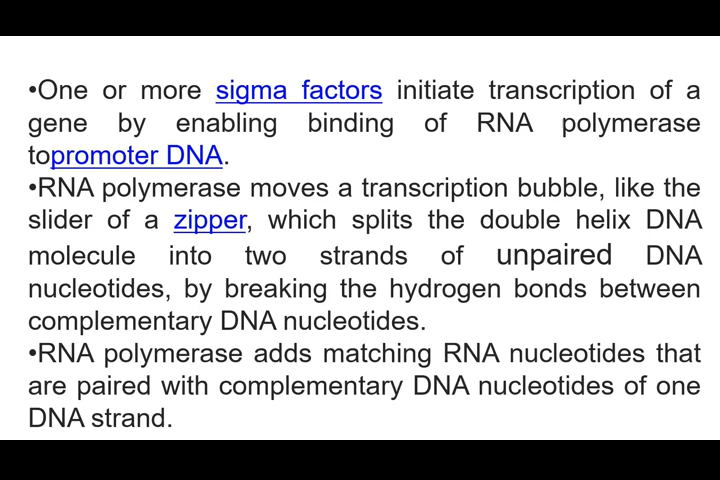 •One or more sigma factors initiate transcription of a
gene by enabling binding of RNA polymerase
topromoter DNA.
•RNA polymerase moves a transcription bubble, like the
slider of a zipper, which splits the double helix DNA
molecule into two strands of unpaired DNA
nucleotides, by breaking the hydrogen bonds between
complementary DNA nucleotides.
•RNA polymerase adds matching RNA nucleotides that
are paired with complementary DNA nucleotides of one
DNA strand.